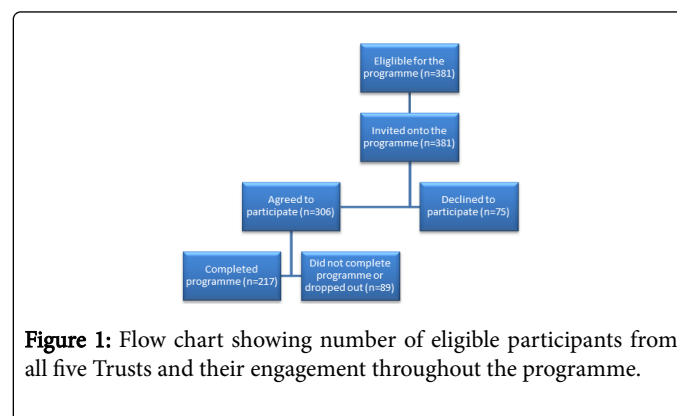 Eligible for the
programme (n=381)
Invited onto the
programme (n=381)
Agreed to
participate (n=306)
Declined to
participate (n=75)
Completed
programme (n=217)
Did not complete
programme or
dropped out (n=89)
Figure 1: Flow chart showing number of eligible participants from
all five Trusts and their engagement throughout the programme.